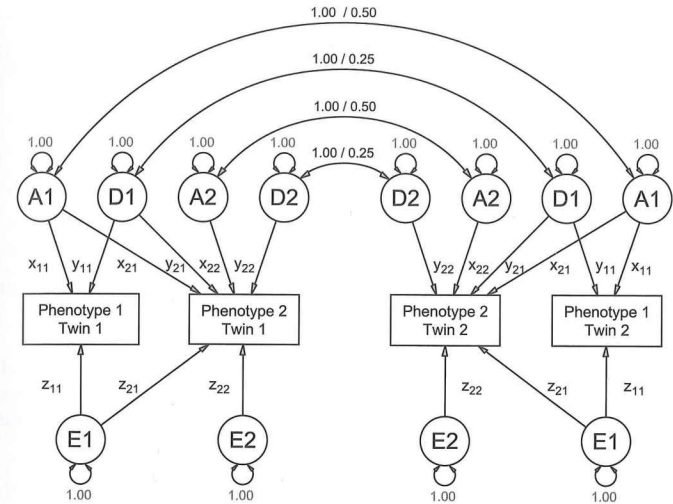 1.00 / 0.50
1.00 / 0.25
1.00 / 0.50
1.00 / 0.25
1.00 1.00 1.00 1.00 1.00 1.00 1.00 1.00
A1 D1 A2 D2 D2 A2 D1 A1
x11 y11 x21 y21 x22 y22 y22 x22 y21 x21 y11 x11
Phenotype 1
Twin 1
Phenotype 2
Twin 1
Phenotype 2
Twin 2
Phenotype 1
Twin 2
z11 z21 z22 z22 z21 z11
E1 E2 E2 E1
1.00 1.00 1.00 1.00